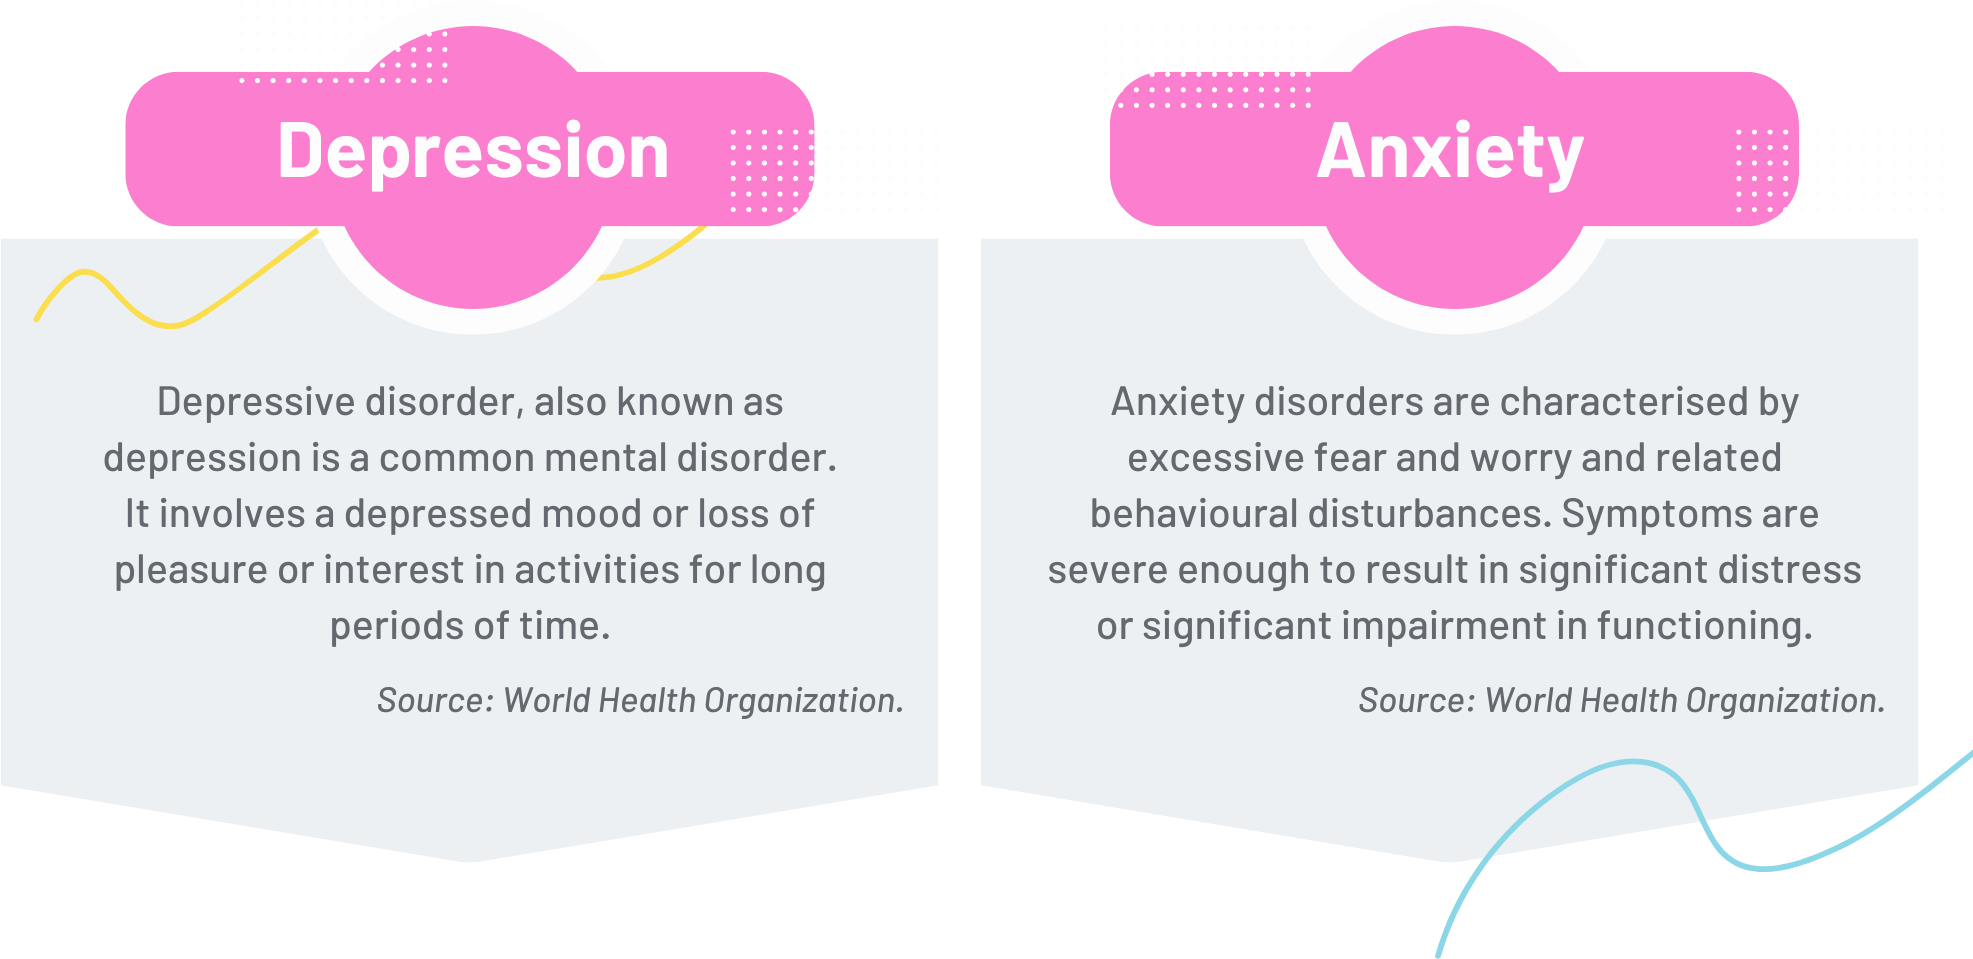 Depression
Depressive disorder, also known as
depression is a common mental disorder.
It involves a depressed mood or loss of
pleasure or interest in activities for long
periods of time.
Source: World Health Organization.
Anxiety
Anxiety disorders are characterised by
excessive fear and worry and related
behavioural disturbances. Symptoms are
severe enough to result in significant distress
or significant impairment in functioning.
Source: World Health Organization.